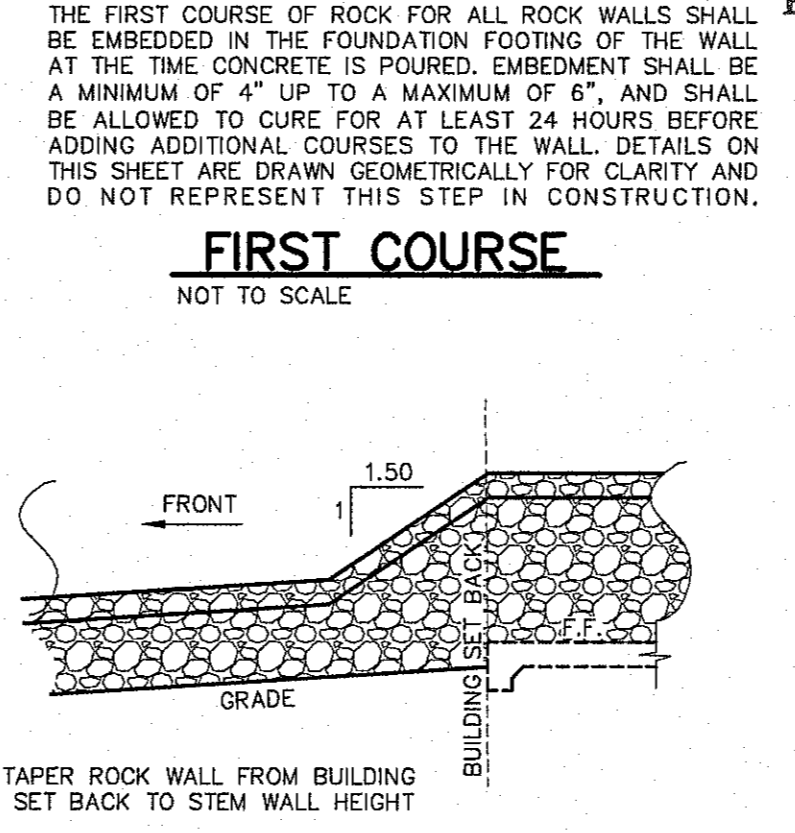 THE FIRST COURSE OF ROCK FOR ALL ROCK WALLS SHALL
BE EMBEDDED IN THE FOUNDATION FOOTING OF THE WALL
AT THE TIME CONCRETE IS POURED. EMBEDMENT SHALL BE
A MINIMUM OF 4" UP TO A MAXIMUM OF 6", AND SHALL
BE ALLOWED TO CURE FOR AT LEAST 24 HOURS BEFORE
ADDING ADDITIONAL COURSES TO THE WALL. DETAILS ON
THIS SHEET ARE DRAWN GEOMETRICALLY FOR CLARITY AND
DO NOT REPRESENT THIS STEP IN CONSTRUCTION.
FIRST COURSE
NOT TO SCALE
1.50
1
FRONT
BUILDING SET BACK
F.F.
GRADE
TAPER ROCK WALL FROM BUILDING
SET BACK TO STEM WALL HEIGHT